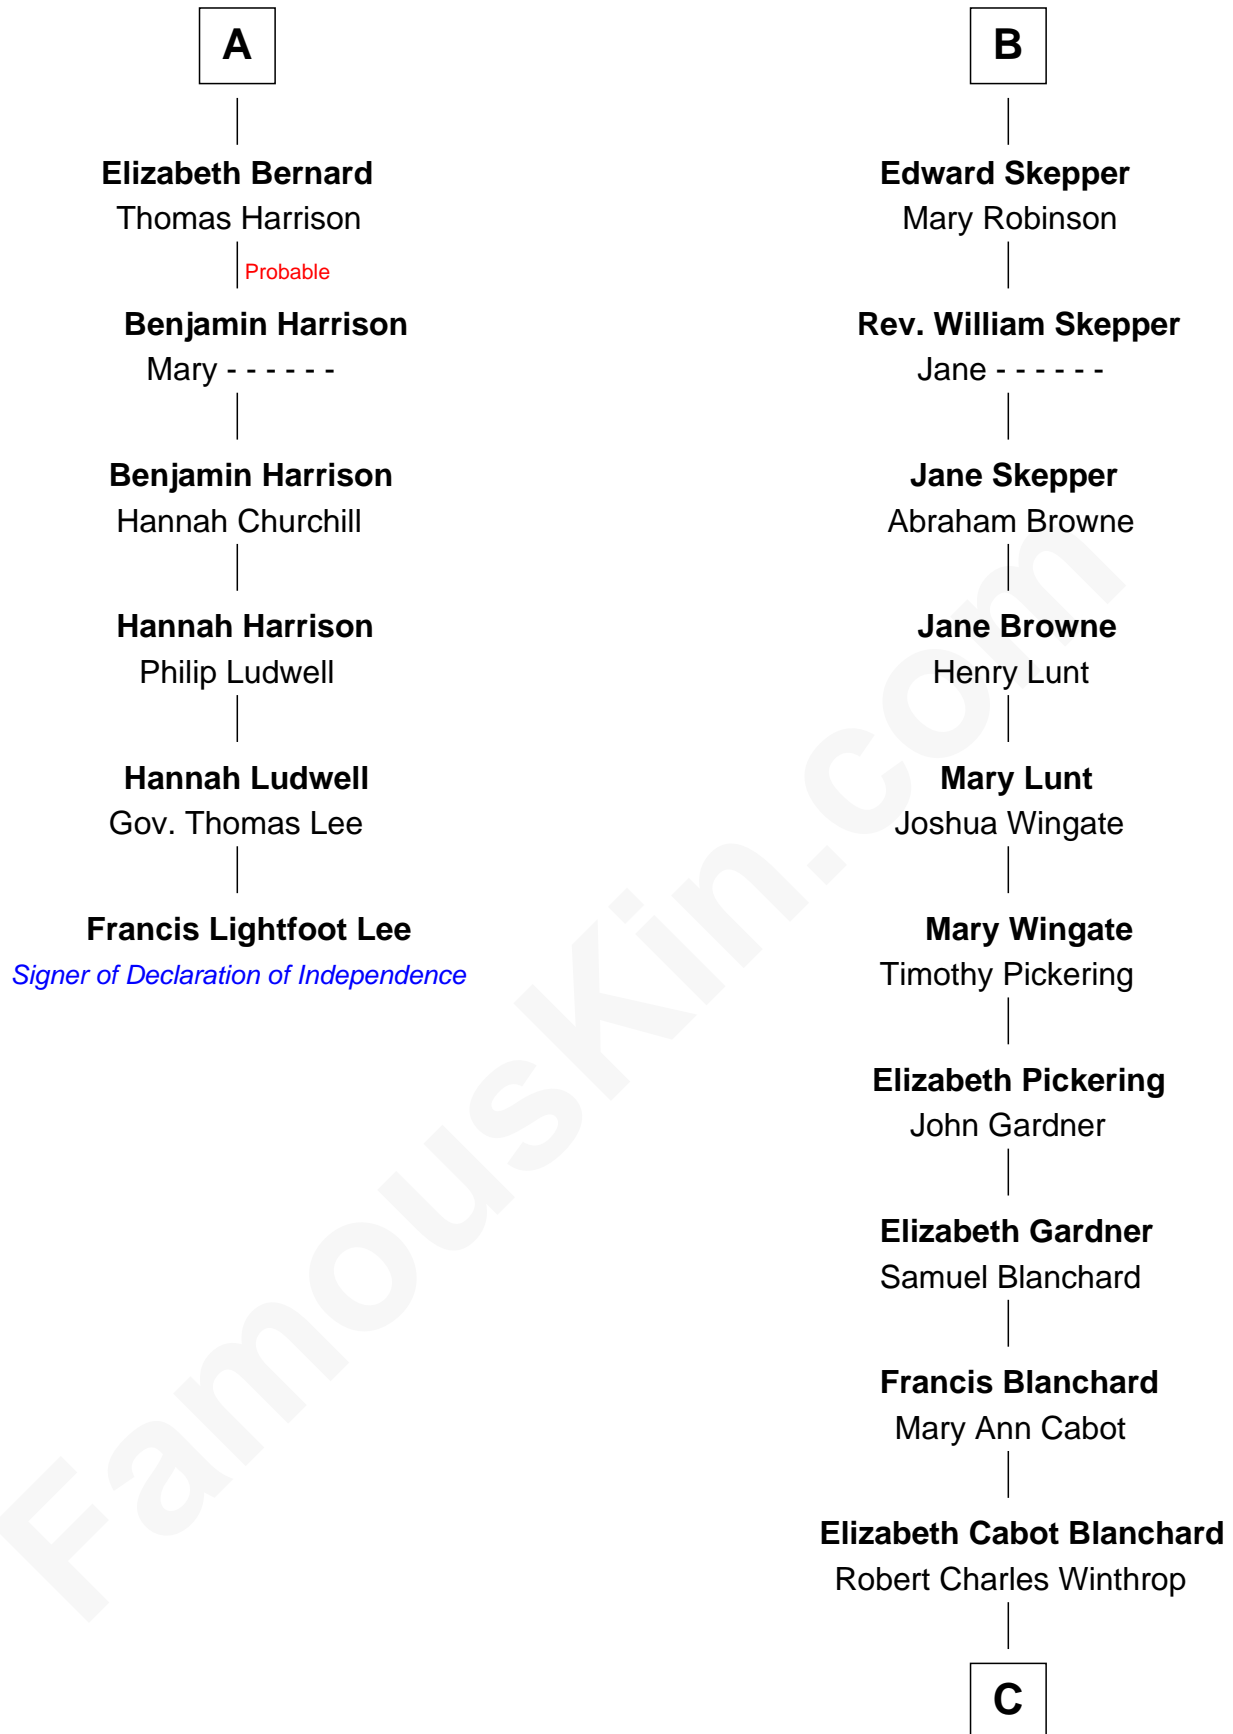 A
Elizabeth Bernard
Thomas Harrison
Probable
Benjamin Harrison
Mary - - - - - -
Benjamin Harrison
Hannah Churchill
Hannah Harrison
Philip Ludwell
Hannah Ludwell
Gov. Thomas Lee
Francis Lightfoot Lee
Signer of Declaration of Independence
B
Edward Skepper
Mary Robinson
Rev. William Skepper
Jane - - - - - -
Jane Skepper
Abraham Browne
Jane Browne
Henry Lunt
Mary Lunt
Joshua Wingate
Mary Wingate
Timothy Pickering
Elizabeth Pickering
John Gardner
Elizabeth Gardner
Samuel Blanchard
Francis Blanchard
Mary Ann Cabot
Elizabeth Cabot Blanchard
Robert Charles Winthrop
C
FamousKin.com